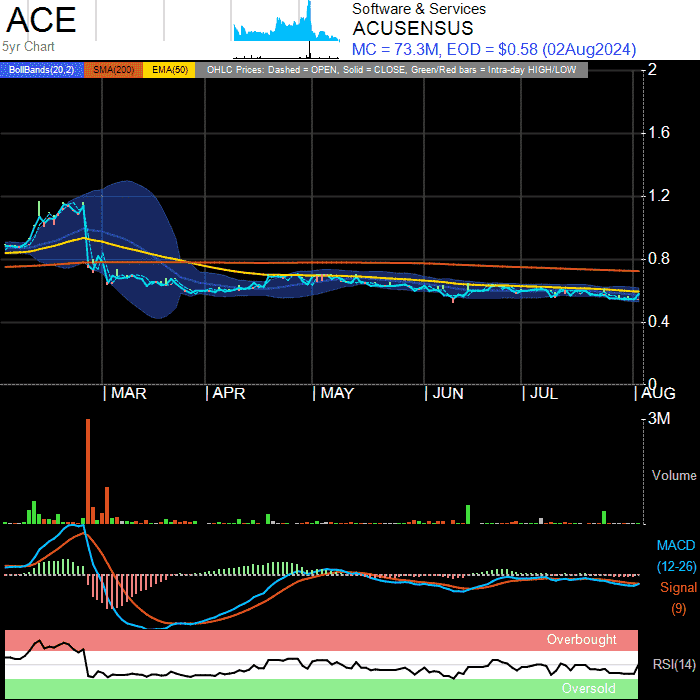 ACE
5yr Chart
Software & Services
ACUSENSUS
MC = 73.3M, EOD = $0.58 (02Aug2024)
BollBands(20,2) SMA(200) EMA(50) OHLC Prices: Dashed = OPEN, Solid = CLOSE, Green/Red bars = Intra-day HIGH/LOW
2
1.6
1.2
0.8
0.4
0
MAR APR MAY JUN JUL AUG
3M
Volume
MACD
(12-26)
Signal
(9)
Overbought
RSI(14)
Oversold